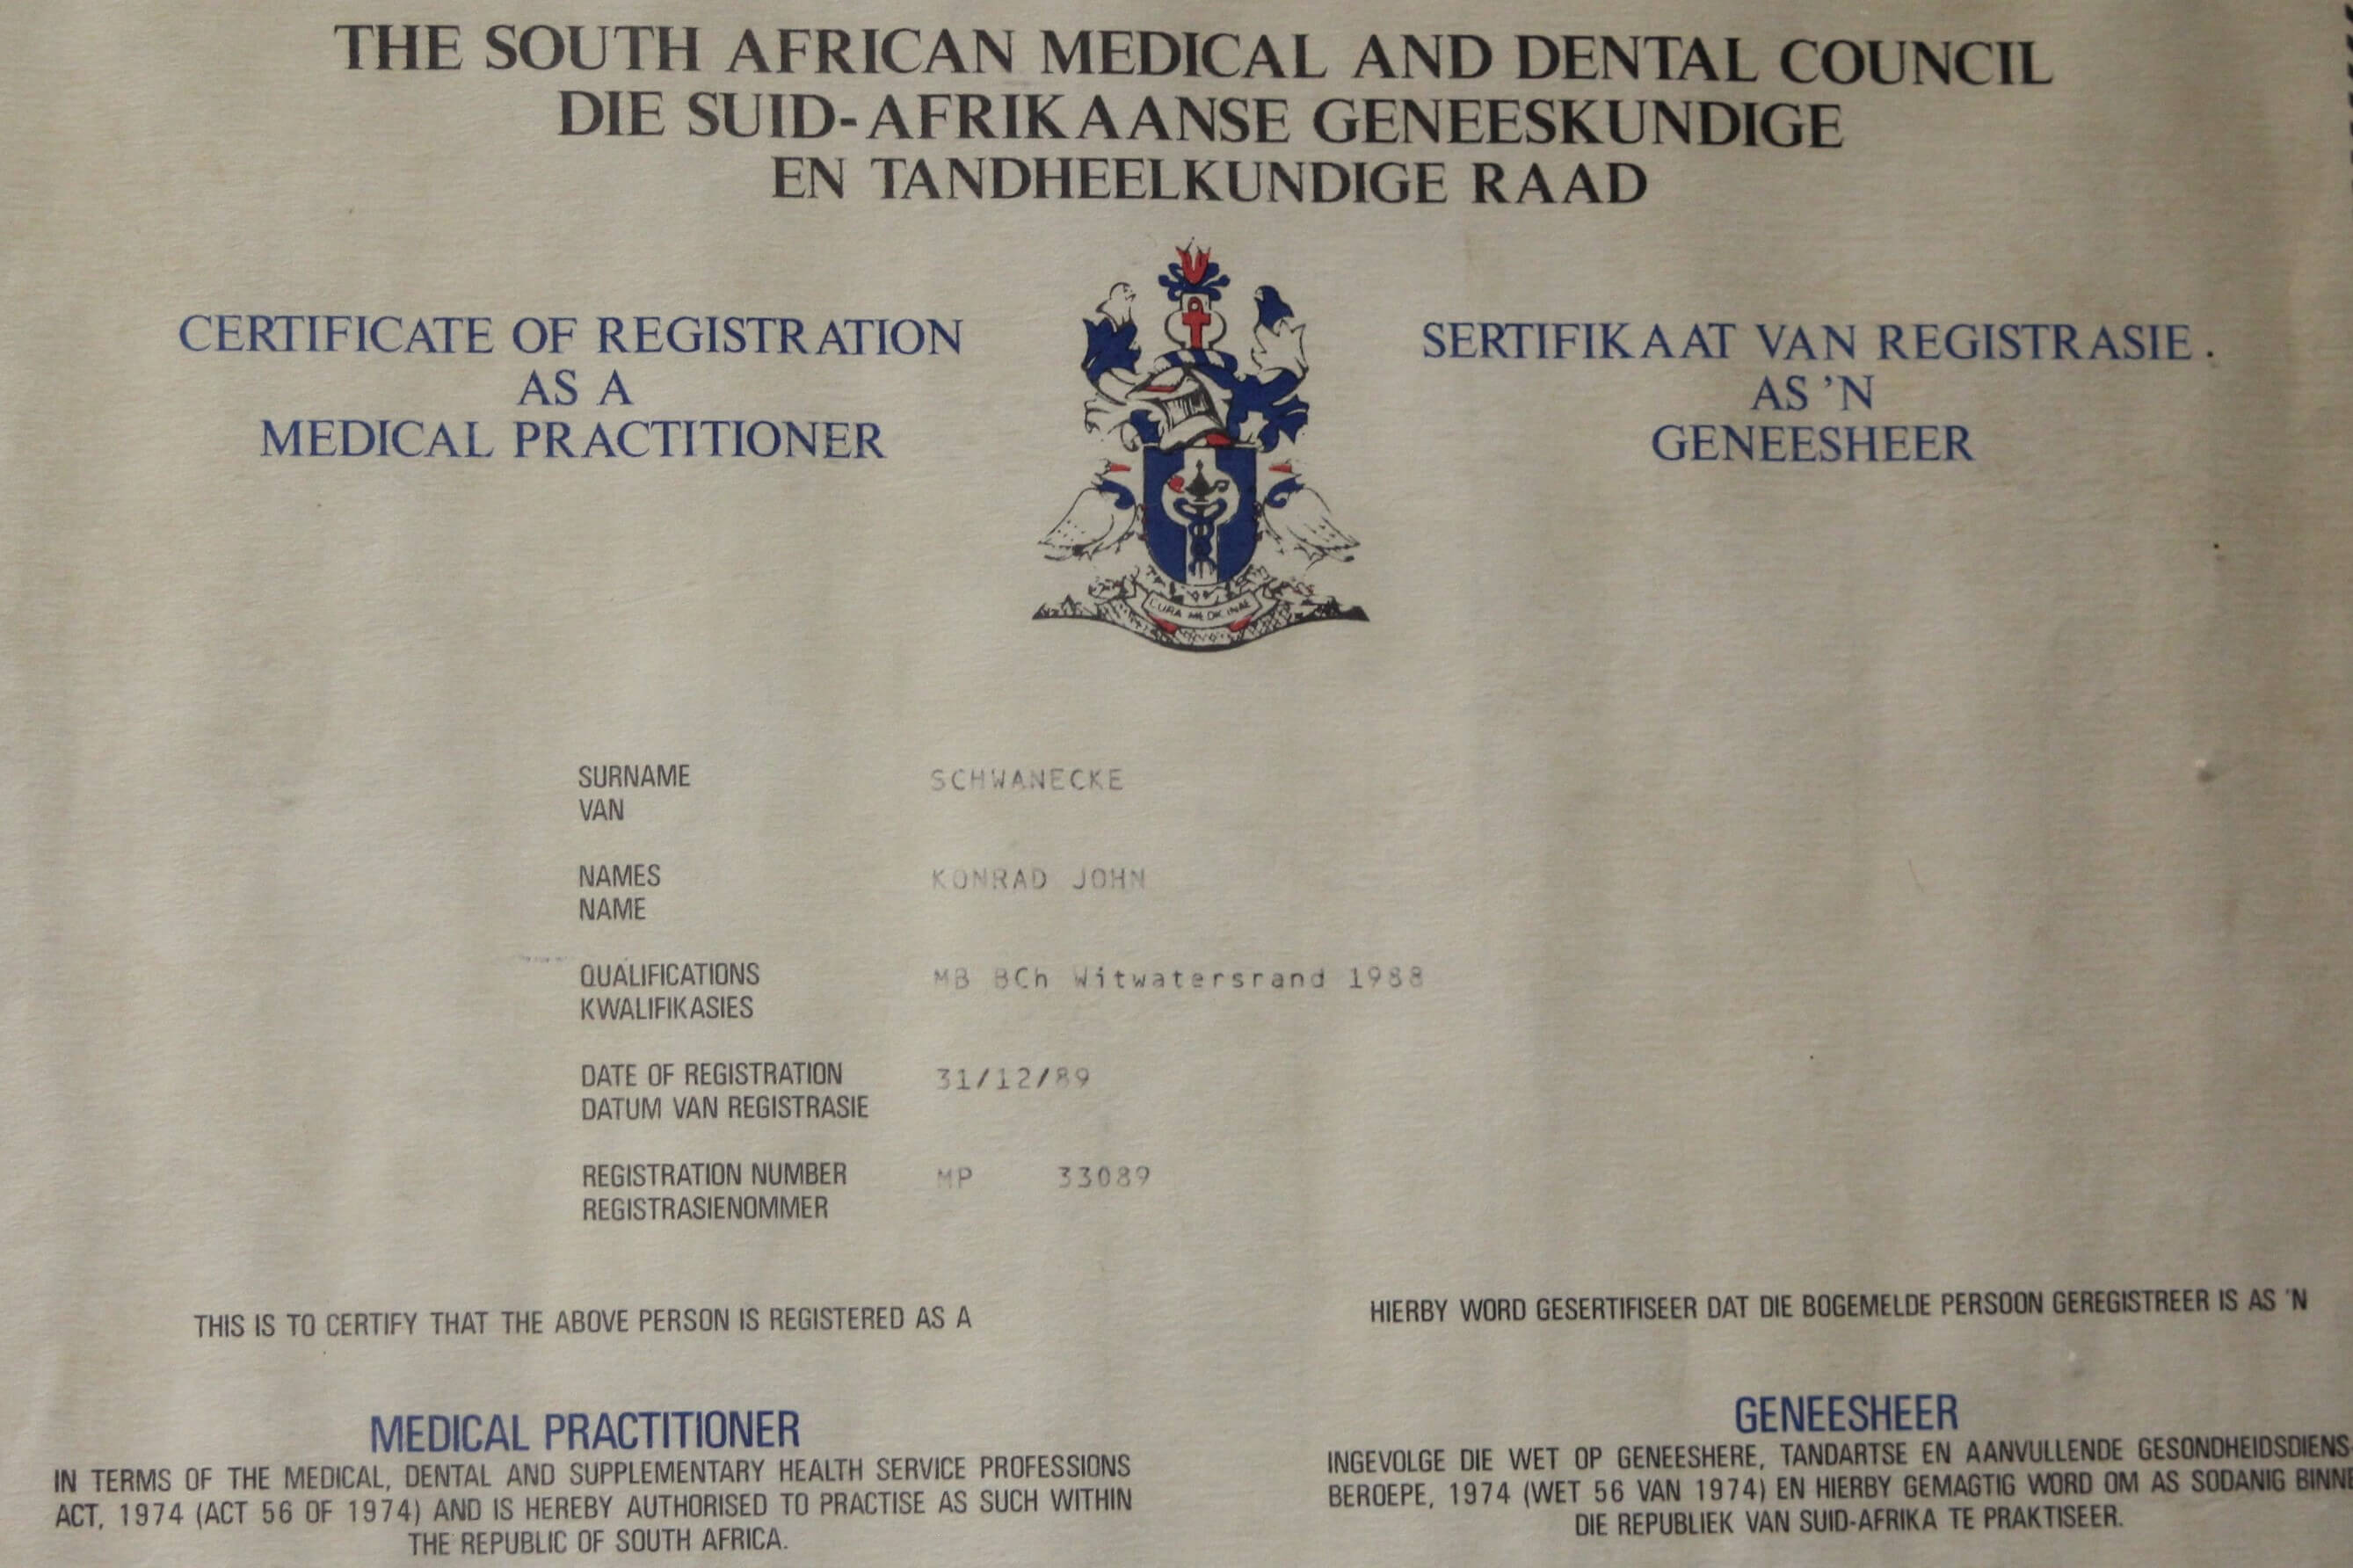 THE SOUTH AFRICAN MEDICAL AND DENTAL COUNCIL
DIE SUID-AFRIKAANSE GENEESKUNDIGE
EN TANDHEELKUNDIGE RAAD
CERTIFICATE OF REGISTRATION
AS A
MEDICAL PRACTITIONER
SERTIFIKAAT VAN REGISTRASIE.
AS 'N
GENEESHEER
SURNAME SCHWANECKE
VAN
NAMES KONRAD JOHN
NAME
QUALIFICATIONS MB BCh Witwatersrand 1988
KWALIFIKASIES
DATE OF REGISTRATION 31/12/89
DATUM VAN REGISTRASIE
REGISTRATION NUMBER MP 33089
REGISTRASIENOMMER
THIS IS TO CERTIFY THAT THE ABOVE PERSON IS REGISTERED AS A
MEDICAL PRACTITIONER
IN TERMS OF THE MEDICAL, DENTAL AND SUPPLEMENTARY HEALTH SERVICE PROFESSIONS
ACT, 1974 (ACT 56 OF 1974) AND IS HEREBY AUTHORISED TO PRACTISE AS SUCH WITHIN
THE REPUBLIC OF SOUTH AFRICA.
HIERBY WORD GESERTIFISEER DAT DIE BOGEMELDE PERSOON GEREGISTREER IS AS 'N
GENEESHEER
INGEVOLGE DIE WET OP GENEESHERE, TANDARTSE EN AANVULLENDE GESONDHEIDSDIENS-
BEROEPE, 1974 (WET 56 VAN 1974) EN HIERBY GEMAGTIG WORD OM AS SODANIG BINNE
DIE REPUBLIEK VAN SUID-AFRIKA TE PRAKTISEER.